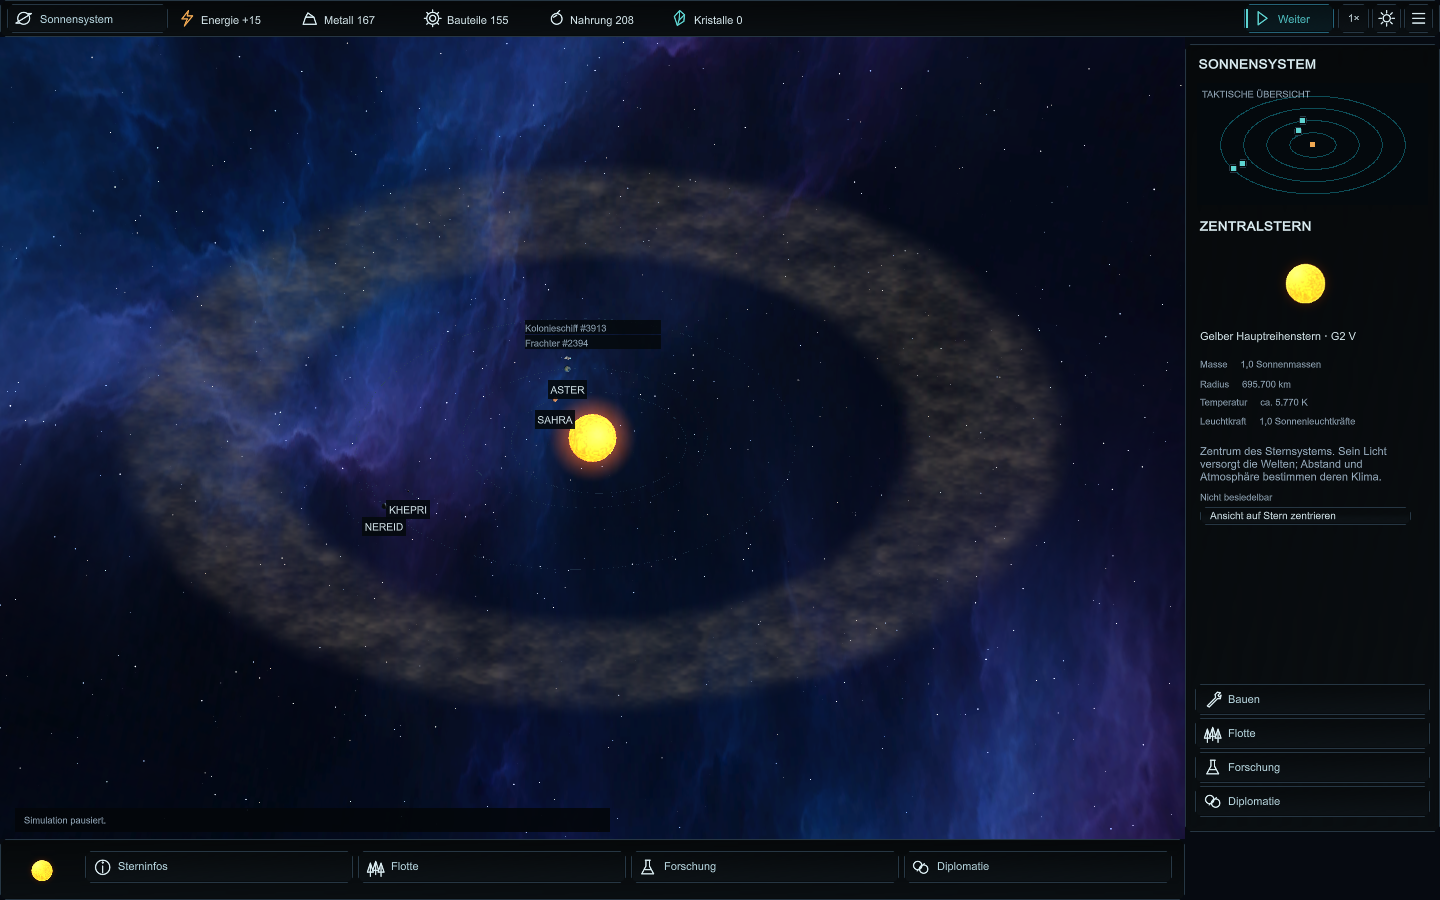 Sonnensystem
Energie +15
Metall 167
Bauteile 155
Nahrung 208
Kristalle 0
Weiter
1×
SONNENSYSTEM
TAKTISCHE ÜBERSICHT
ZENTRALSTERN
Gelber Hauptreihenstern · G2 V
Masse 1,0 Sonnenmassen
Radius 695.700 km
Temperatur ca. 5.770 K
Leuchtkraft 1,0 Sonnenleuchtkräfte
Zentrum des Sternsystems. Sein Licht
versorgt die Welten; Abstand und
Atmosphäre bestimmen deren Klima.
Nicht besiedelbar
Ansicht auf Stern zentrieren
Bauen
Flotte
Forschung
Diplomatie
Kolonieschiff #3913
Frachter #2394
ASTER
SAHRA
KHEPRI
NEREID
Simulation pausiert.
Sterninfos
Flotte
Forschung
Diplomatie